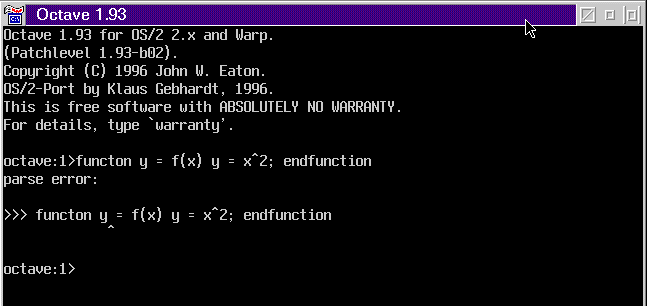 Octave 1.93
Octave 1.93 for OS/2 2.x and Warp.
(Patchlevel 1.93-b02).
Copyright (C) 1996 John W. Eaton.
OS/2-Port by Klaus Gebhardt, 1996.
This is free software with ABSOLUTELY NO WARRANTY.
For details, type `warranty'.
octave:1>functon y = f(x) y = x^2; endfunction
parse error:
>>> functon y = f(x) y = x^2; endfunction
^
octave:1>